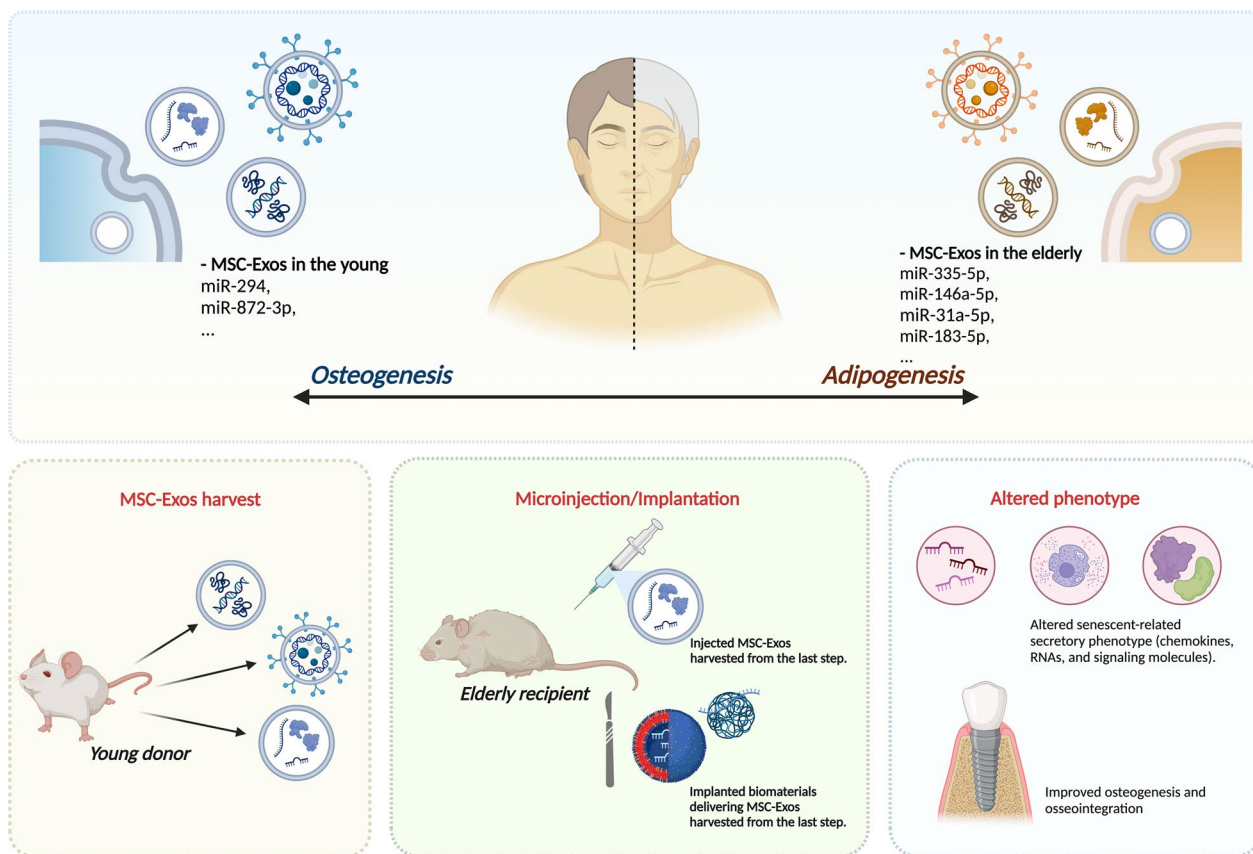 - MSC-Exos in the young
miR-294,
miR-872-3p,
...
- MSC-Exos in the elderly
miR-335-5p,
miR-146a-5p,
miR-31a-5p,
miR-183-5p,
...
Osteogenesis
Adipogenesis
MSC-Exos harvest
Young donor
Microinjection/Implantation
Injected MSC-Exos
harvested from the last step.
Elderly recipient
Implanted biomaterials
delivering MSC-Exos
harvested from the last step.
Altered phenotype
Altered senescent-related
secretory phenotype (chemokines,
RNAs, and signaling molecules).
Improved osteogenesis and
osseointegration